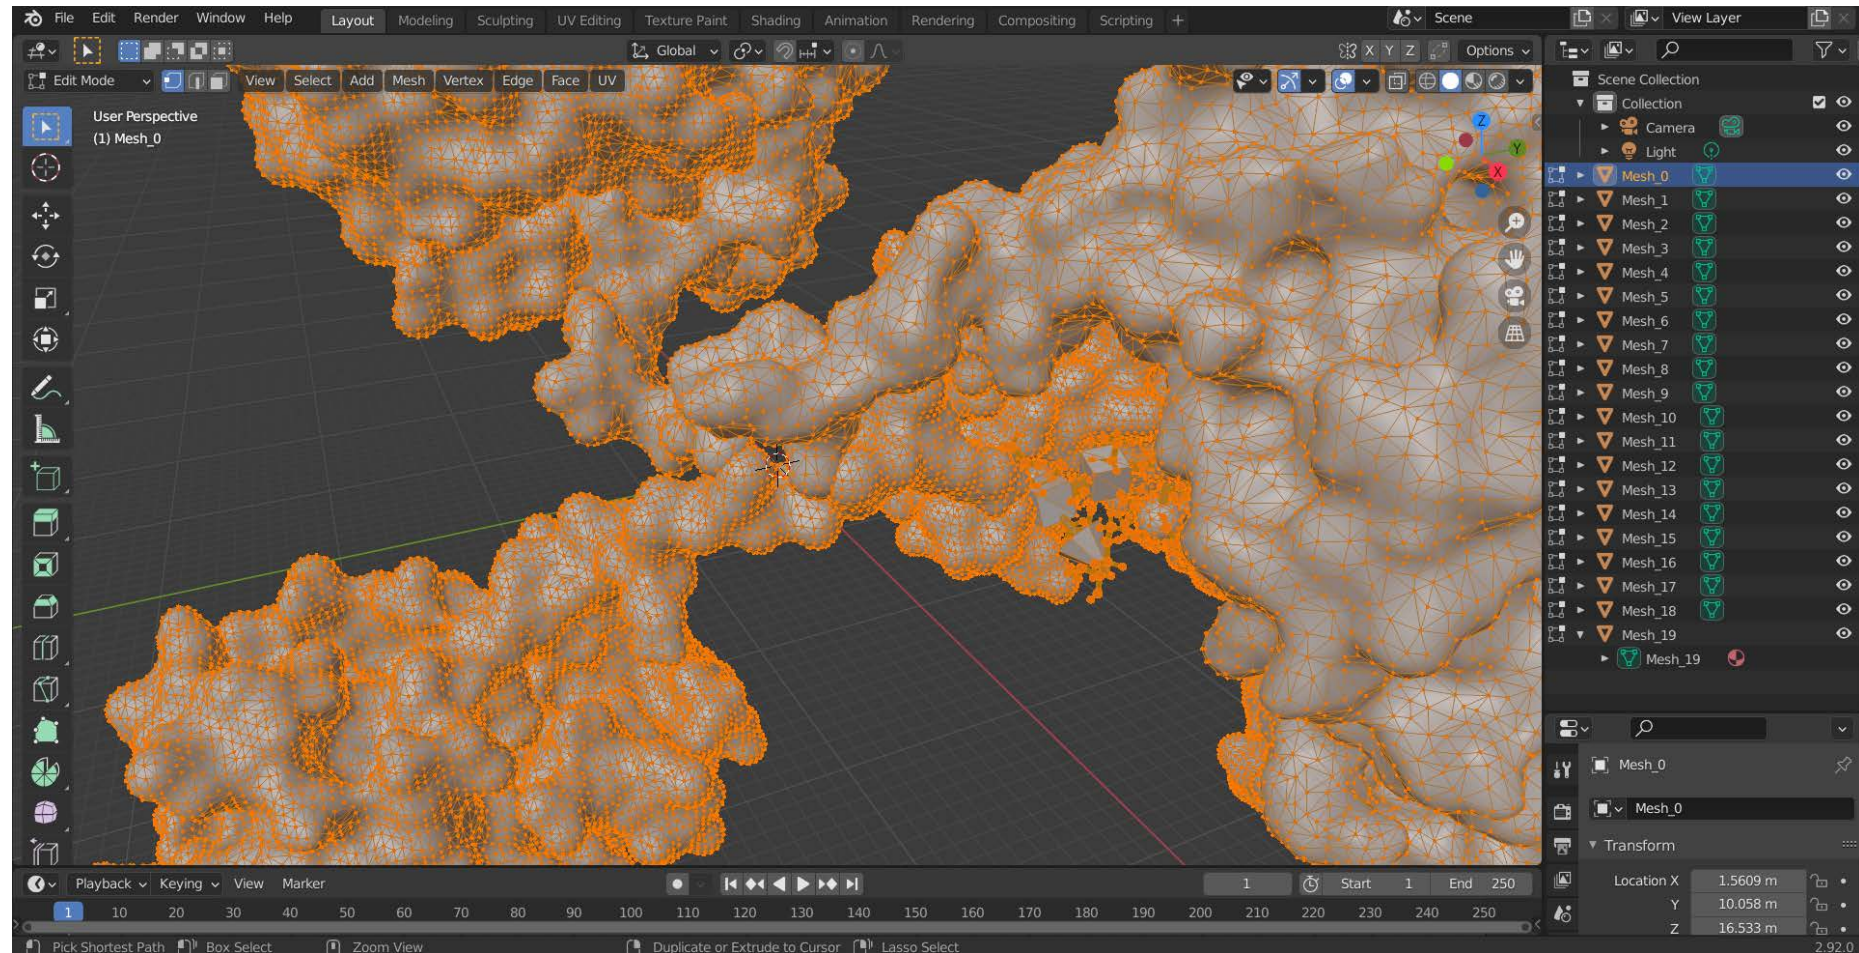 File Edit Render Window Help Layout Modeling Sculpting UV Editing Texture Paint Shading Animation Rendering Compositing Scripting + Scene View Layer
Global X Y Z Options
Edit Mode View Select Add Mesh Vertex Edge Face UV
User Perspective
(1) Mesh_0
Z
Y
X
Scene Collection
Collection
Camera
Light
Mesh_0
Mesh_1
Mesh_2
Mesh_3
Mesh_4
Mesh_5
Mesh_6
Mesh_7
Mesh_8
Mesh_9
Mesh_10
Mesh_11
Mesh_12
Mesh_13
Mesh_14
Mesh_15
Mesh_16
Mesh_17
Mesh_18
Mesh_19
Mesh_19
Mesh_0
Mesh_0
Transform
Location X 1.5609 m
Y 10.058 m
Z 16.533 m
Playback Keying View Marker 1 Start 1 End 250
1 10 20 30 40 50 60 70 80 90 100 110 120 130 140 150 160 170 180 190 200 210 220 230 240 250
Pick Shortest Path Box Select Zoom View Duplicate or Extrude to Cursor Lasso Select 2.92.0